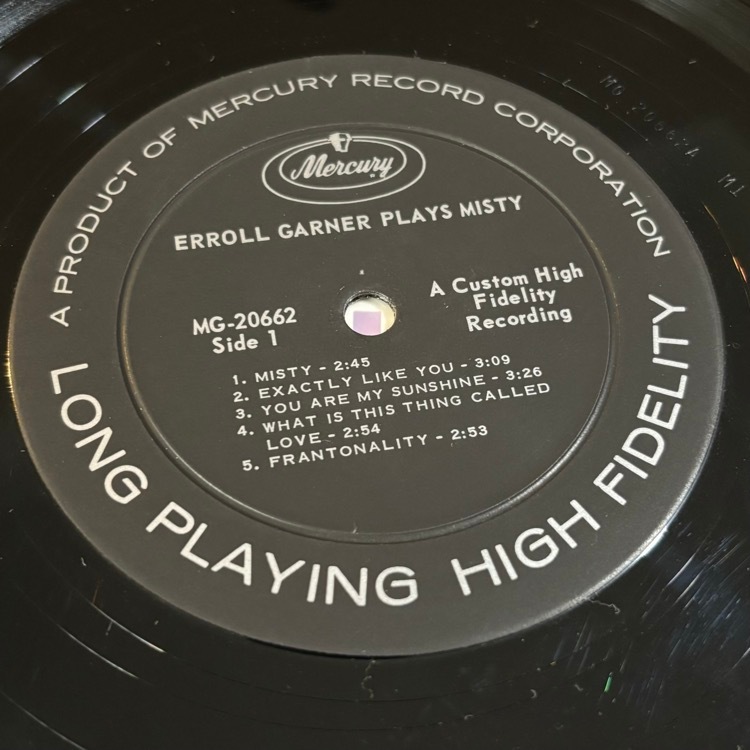 A PRODUCT OF MERCURY RECORD CORPORATION
Mercury
ERROLL GARNER PLAYS MISTY
MG-20662
Side 1
A Custom High
Fidelity
Recording
1. MISTY - 2:45
2. EXACTLY LIKE YOU - 3:09
3. YOU ARE MY SUNSHINE - 3:26
4. WHAT IS THIS THING CALLED
LOVE - 2:54
5. FRANTONALITY - 2:53
LONG PLAYING HIGH FIDELITY